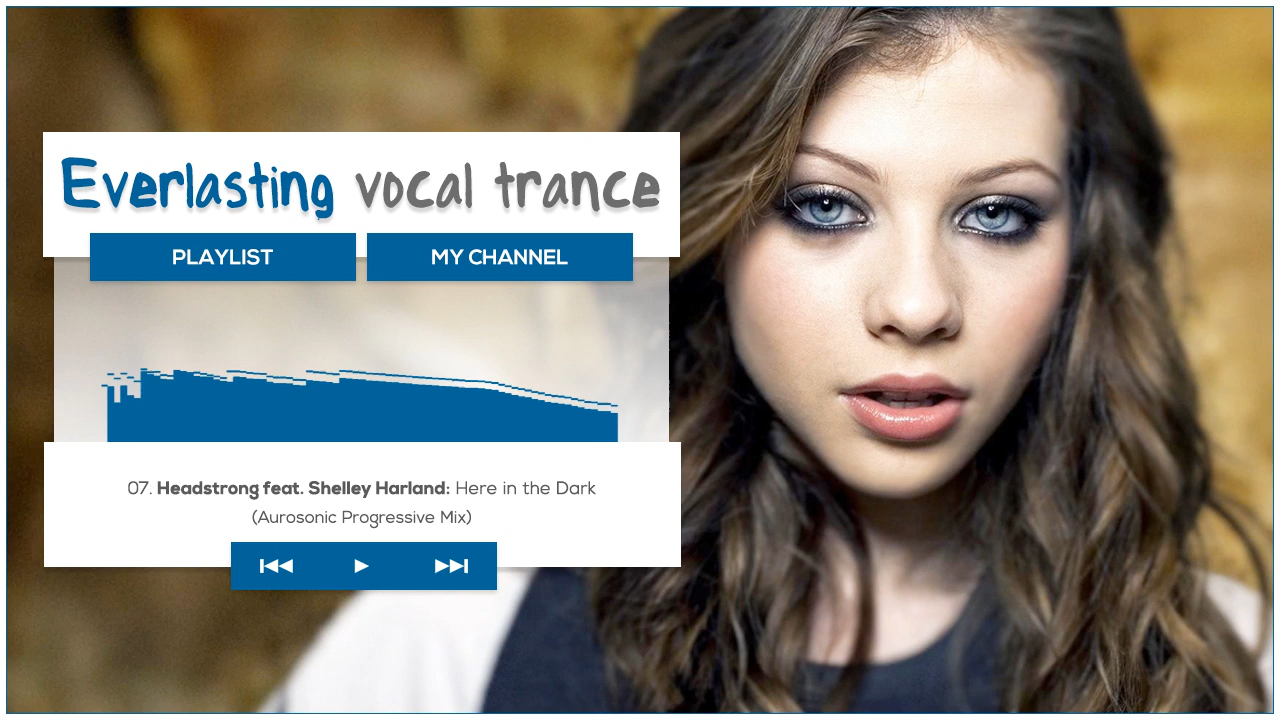 Everlasting vocal trance
PLAYLIST MY CHANNEL
07. Headstrong feat. Shelley Harland: Here in the Dark
(Aurosonic Progressive Mix)